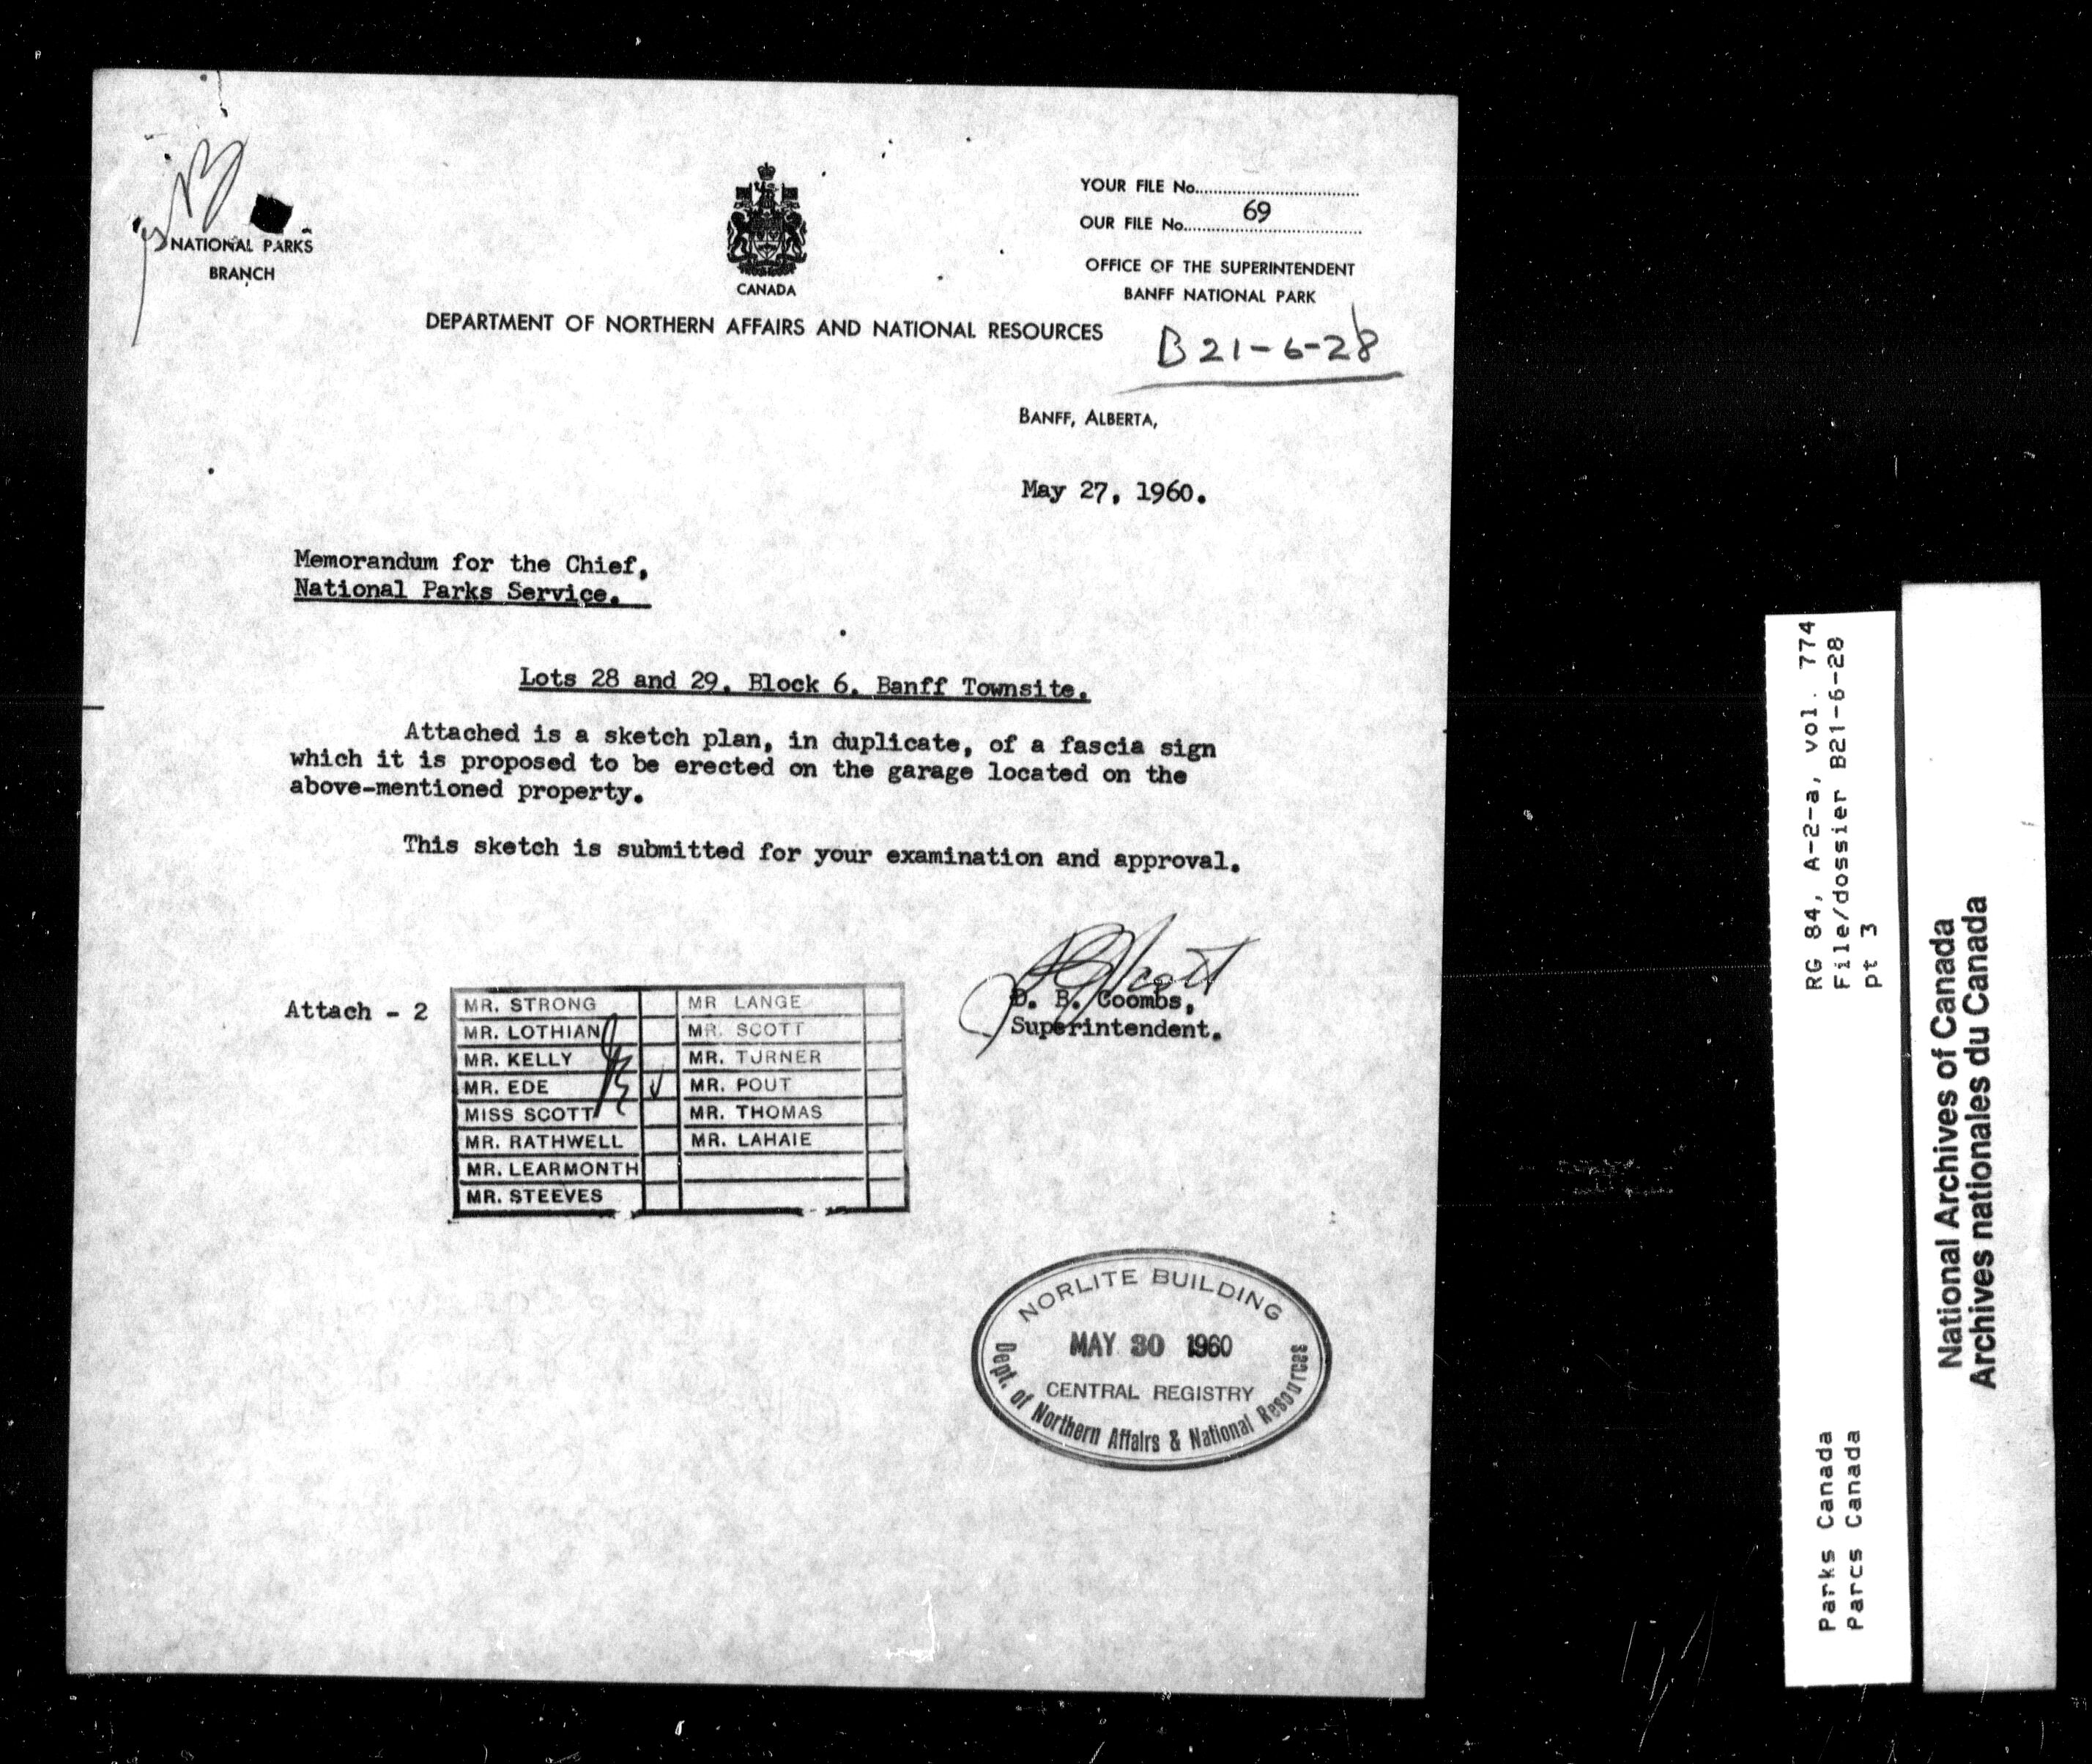 NATIONAL PARKS
BRANCH
CANADA
YOUR FILE No.
69
OUR FILE No.
OFFICE OF THE SUPERINTENDENT
BANFF NATIONAL PARK
DEPARTMENT OF NORTHERN AFFAIRS AND NATIONAL RESOURCES
B 21-6-28
BANFF, ALBERTA,
May 27, 1960.
Memorandum for the Chief,
National Parks Service.
Lots 28 and 29, Block 6, Banff Townsite.
Attached is a sketch plan, in duplicate, of a fascia sign
which it is proposed to be erected on the garage located on the
above-mentioned property.
This sketch is submitted for your examination and approval.
D. B. Coombs,
Superintendent.
Attach - 2
MR. STRONG MR LANGE
MR. LOTHIAN MR. SCOTT
MR. KELLY MR. TURNER
MR. EDE MR. POUT
MISS SCOTT MR. THOMAS
MR. RATHWELL MR. LAHAIE
MR. LEARMONTH
MR. STEEVES
NORLITE BUILDING
MAY 30 1960
CENTRAL REGISTRY
Dept. of Northern Affairs & National Resources
RG 84, A-2-a, vol. 774
File/dossier B21-6-28
pt 3
Parks Canada
Parcs Canada
National Archives of Canada
Archives nationales du Canada